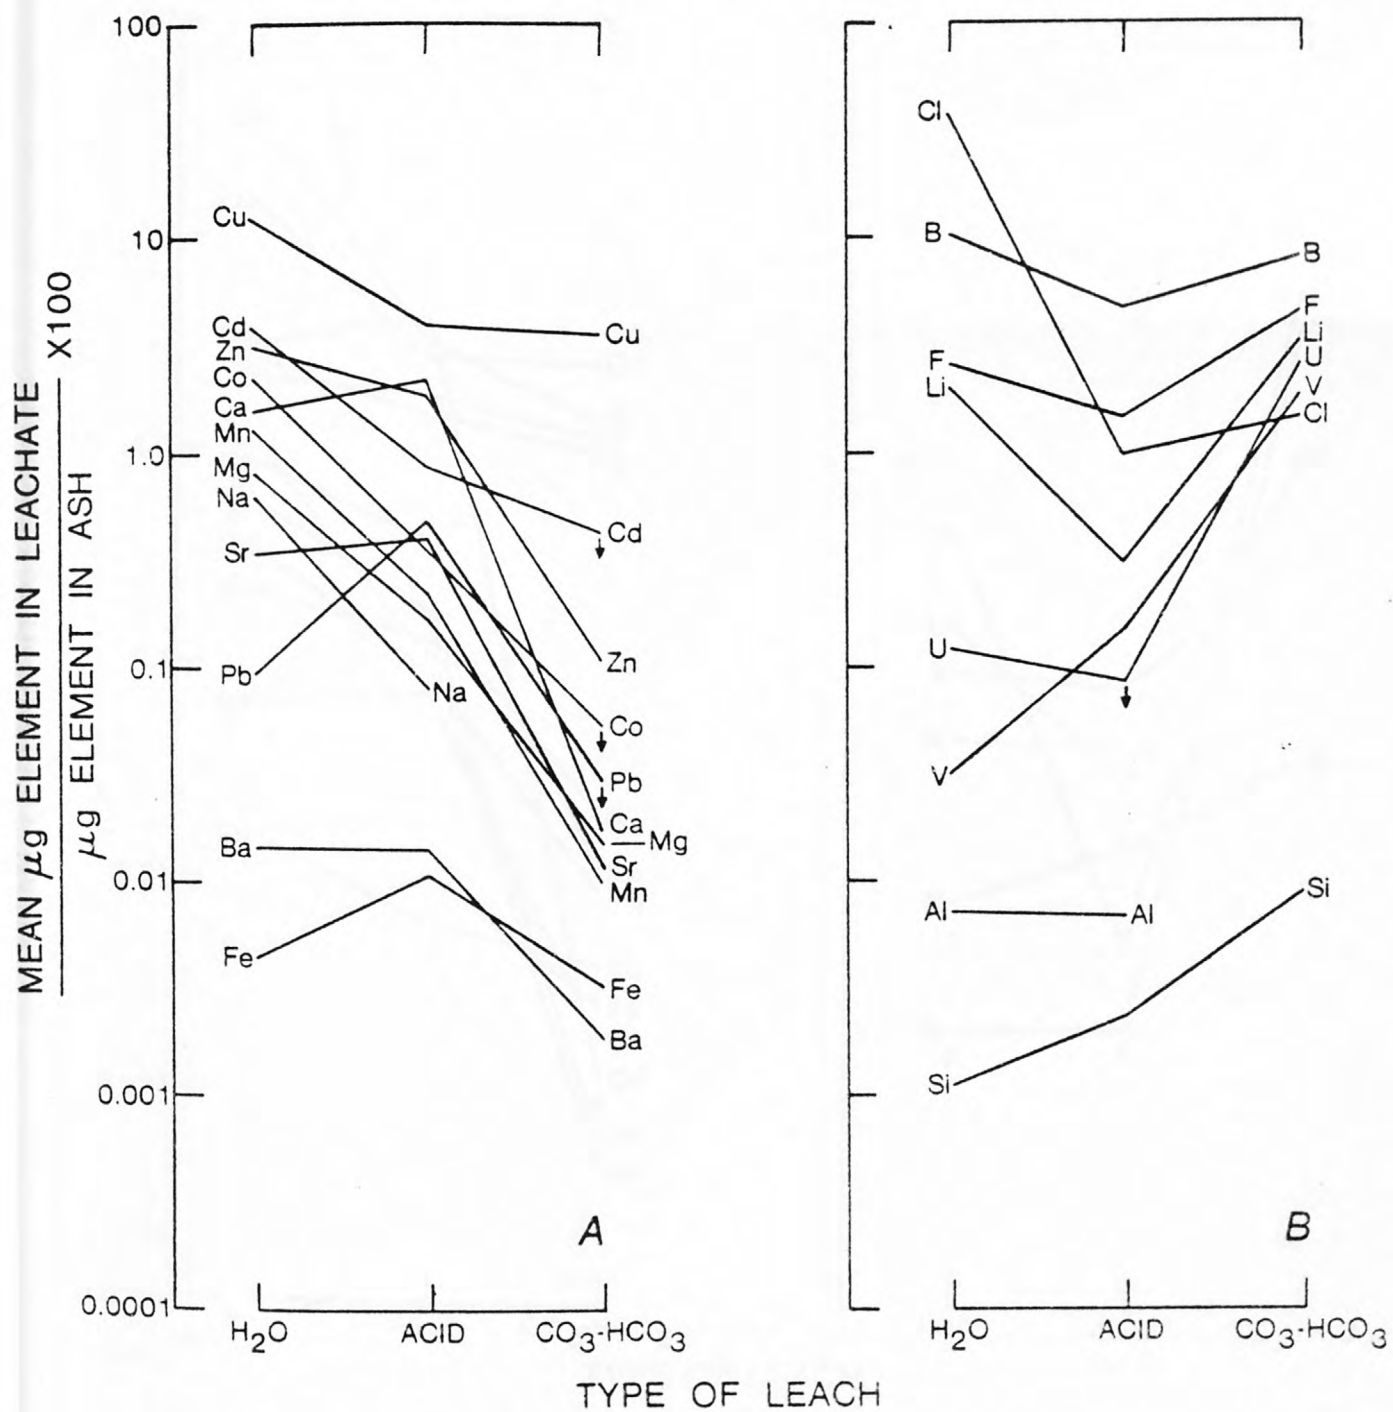 MEAN µg ELEMENT IN LEACHATE
µg ELEMENT IN ASH
X100
100
10
1.0
0.1
0.01
0.001
0.0001
Cu
Cd
Zn
Co
Ca
Mn
Mg
Na
Sr
Pb
Ba
Fe
Na
Cu
Cd
Zn
Co
Pb
Ca
Mg
Sr
Mn
Fe
Ba
A
H2O
ACID
CO3-HCO3
Cl
B
F
Li
U
V
Al
Si
Al
B
F
Li
U
V
Cl
Si
B
H2O
ACID
CO3-HCO3
TYPE OF LEACH